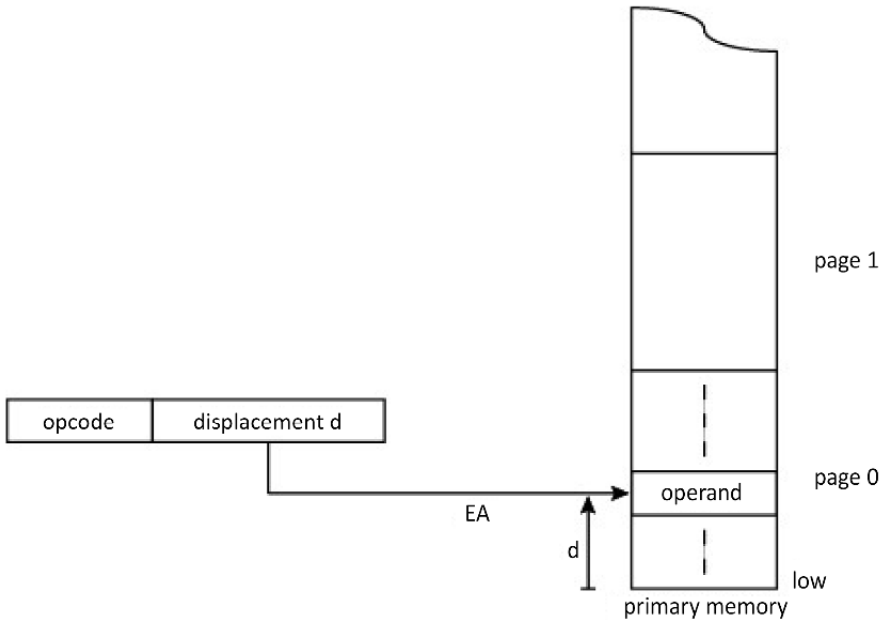 page 1
opcode
displacement d
operand
page 0
EA
d
low
primary memory